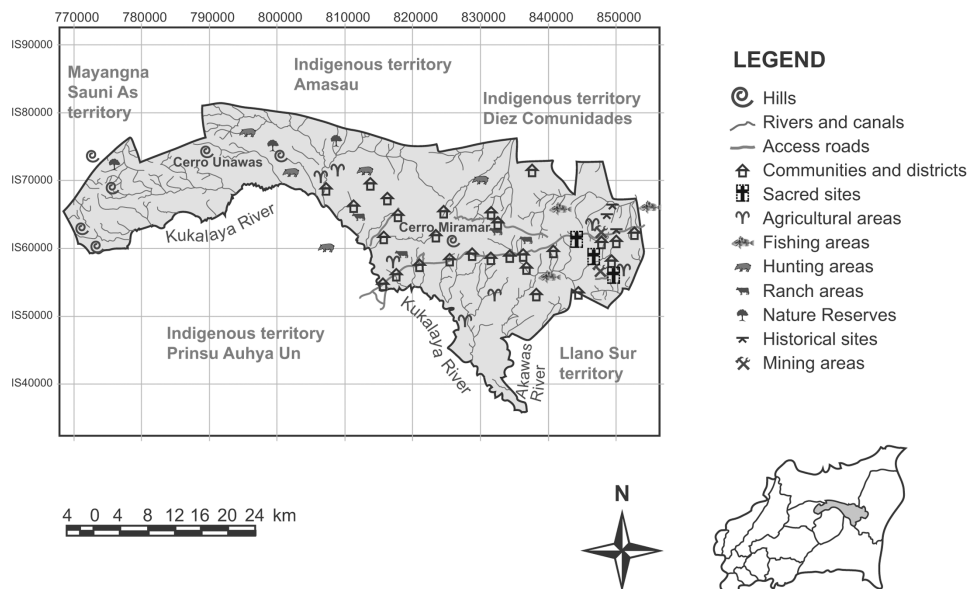 770000 780000 790000 800000 810000 820000 830000 840000 850000
IS90000
IS80000
IS70000
IS60000
IS50000
IS40000
Mayangna
Sauni As
territory
Indigenous territory
Amasau
Indigenous territory
Diez Comunidades
Cerro Unawas
Kukalaya River
Cerro Miramar
Indigenous territory
Prinsu Auhya Un
Kukalaya River
Akawas
River
Llano Sur
territory
LEGEND
Hills
Rivers and canals
Access roads
Communities and districts
Sacred sites
Agricultural areas
Fishing areas
Hunting areas
Ranch areas
Nature Reserves
Historical sites
Mining areas
4 0 4 8 12 16 20 24 km
N